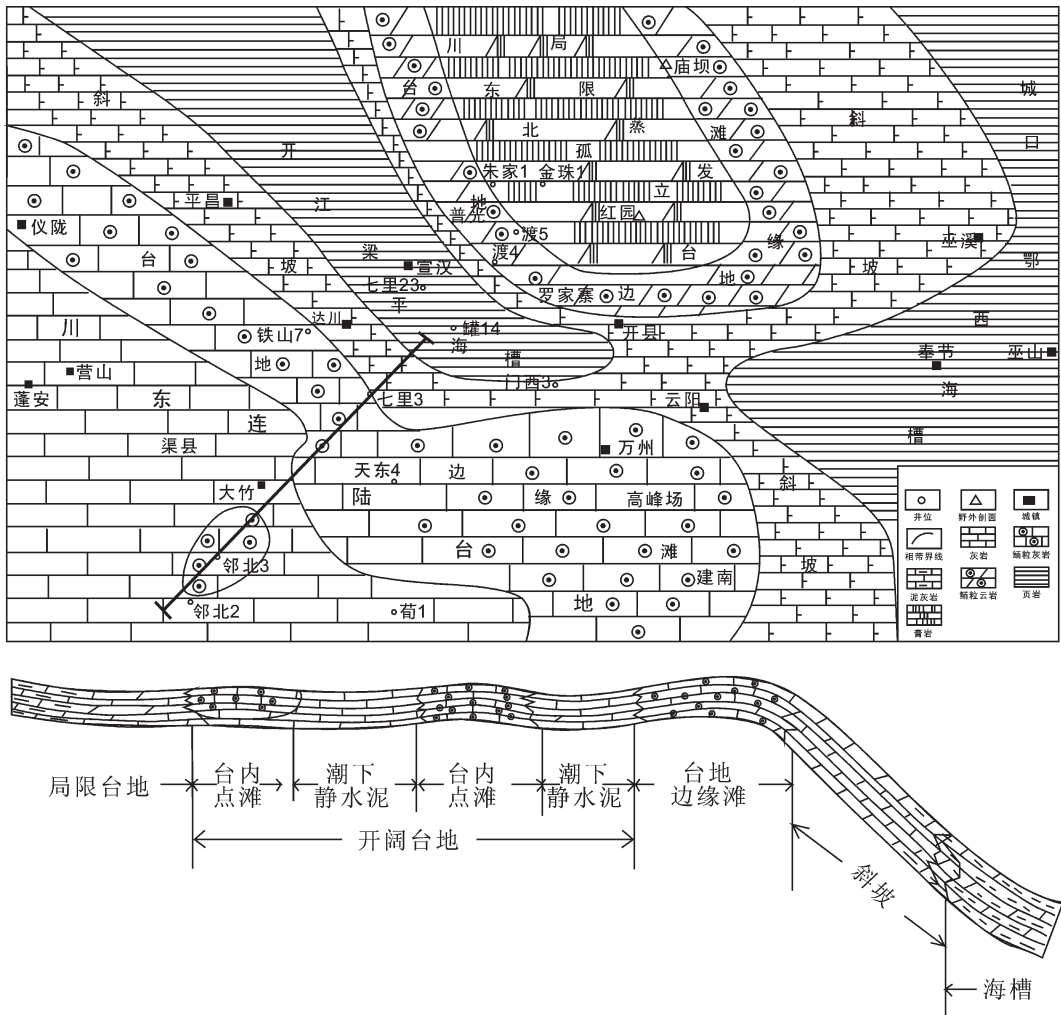 川 局
庙坝
台 东 限
城
斜
斜
北 蒸 滩
口
开
孤
朱家1 金珠1 发
平昌
江
地
立
仪陇
普光
红园
渡5
缘
巫溪
台
坡
梁
渡4
台
坡
鄂
宣汉
七里23
平
地
罗家寨 边
川
达川
铁山7
罐14
开县
西
海
槽
奉节
巫山
地
营山
门西3
海
蓬安
东
七里3
云阳
连
槽
渠县
万州
天东4
边
大竹
斜
陆
缘
高峰场
台
滩
邻北3
坡
建南
邻北2
荀1
地
井位 野外剖面 城镇
相带界线 灰岩 鲕粒灰岩
泥灰岩 鲕粒云岩 页岩
膏岩
局限台地
台内
点滩
潮下
静水泥
台内
点滩
潮下
静水泥
台地
边缘滩
开阔台地
斜坡
海槽